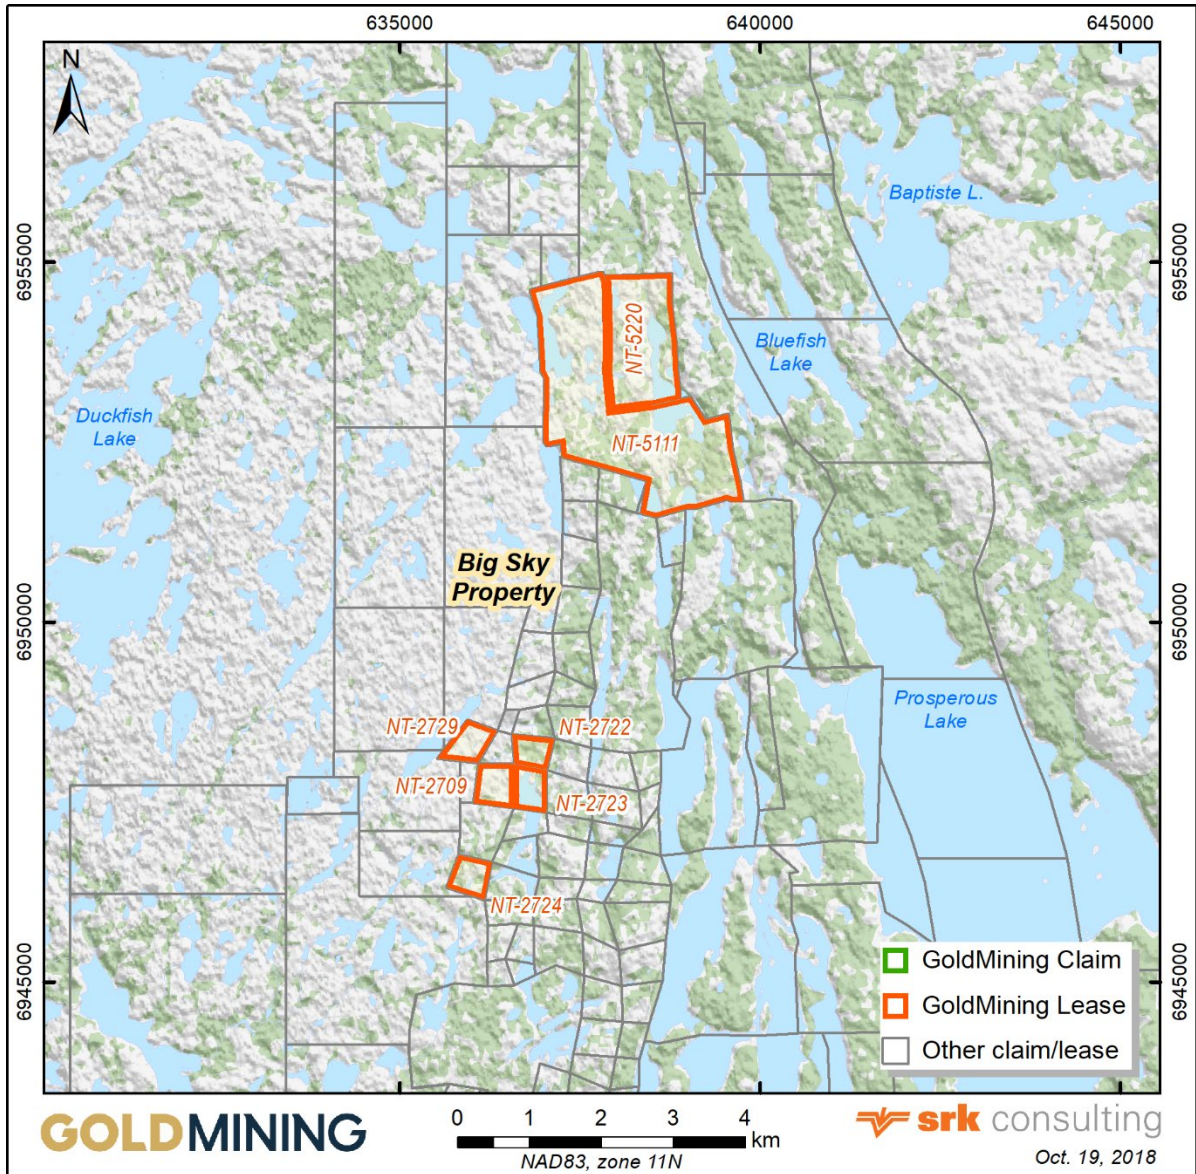 635000
640000
645000
N
6955000
6955000
Baptiste L.
NT-5220
Bluefish
Lake
Duckfish
Lake
NT-5111
Big Sky
Property
6950000
6950000
Prosperous
Lake
NT-2729
NT-2722
NT-2709
NT-2723
NT-2724
6945000
6945000
GoldMining Claim
GoldMining Lease
Other claim/lease
GOLDMINING
0 1 2 3 4
km
NAD83, zone 11N
srk consulting
Oct. 19, 2018